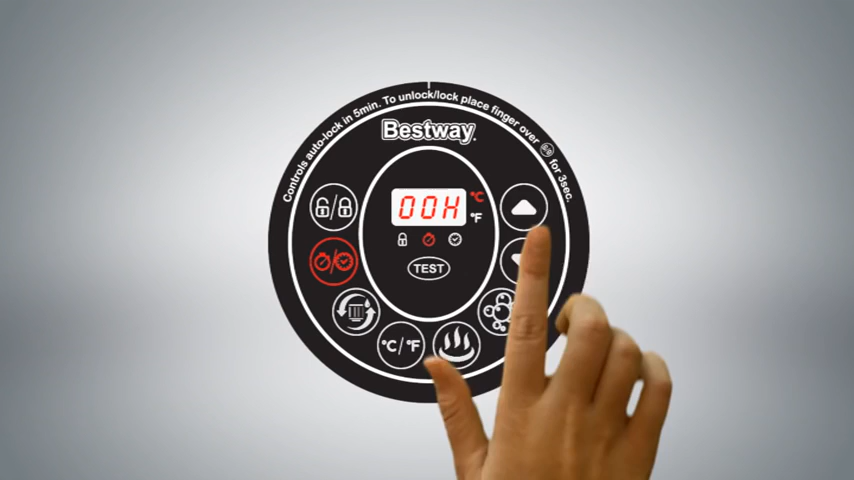 Controls auto-lock in 5min. To unlock/lock place finger over for 3sec.
Bestway
00H
°C
°F
TEST
°C/°F